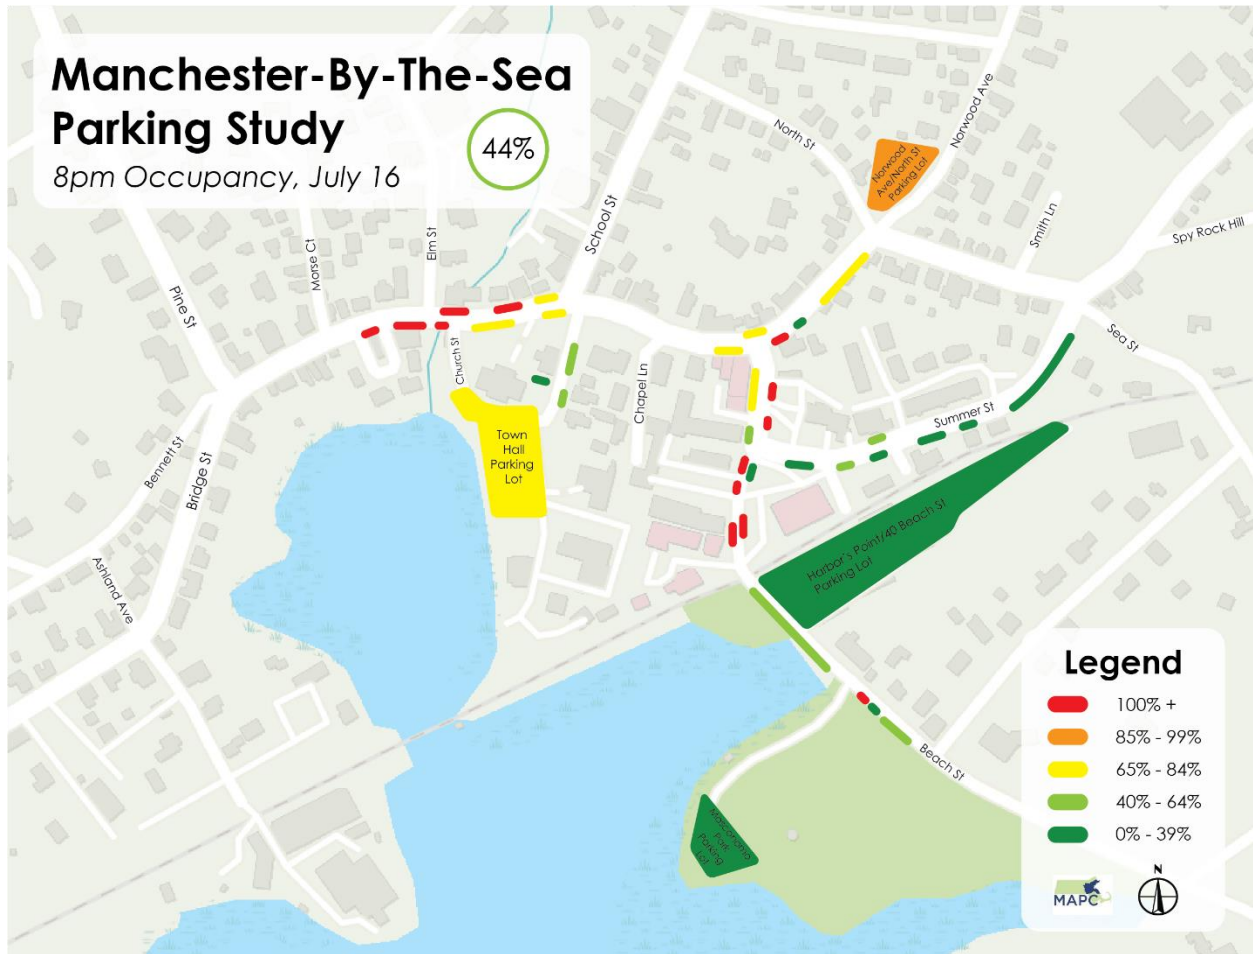 Manchester-By-The-Sea
Parking Study
8pm Occupancy, July 16
44%
School St
North St
Norwood Ave
Norwood
Ave/North St
Parking Lot
Smith Ln
Spy Rock Hill
Sea St
Summer St
Pine St
Morse Ct
Elm St
Church St
Chapel Ln
Bennett St
Bridge St
Ashland Ave
Town
Hall
Parking
Lot
Harbor's Point/40 Beach St
Parking Lot
Beach St
Masconomo
Park
Parking
Lot
Legend
100% +
85% - 99%
65% - 84%
40% - 64%
0% - 39%
MAPC
N